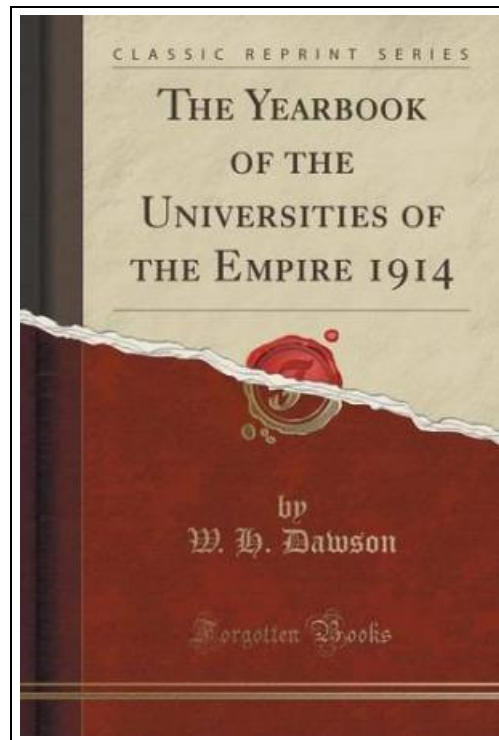 CLASSIC REPRINT SERIES
THE YEARBOOK
OF THE
UNIVERSITIES OF
THE EMPIRE 1914
F
by
W. H. Dawson
Forgotten Books